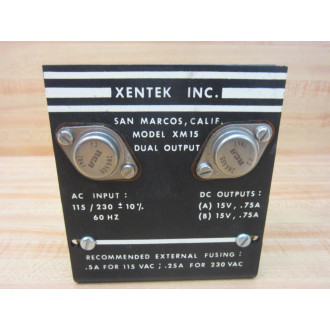 XENTEK INC.
SAN MARCOS, CALIF.
MODEL XM15
DUAL OUTPUT
AC INPUT:
115/230 ± 10%
60 HZ
DC OUTPUTS:
(A) 15V, .75A
(B) 15V, .75A
RECOMMENDED EXTERNAL FUSING:
.5A FOR 115 VAC; .25A FOR 230 VAC